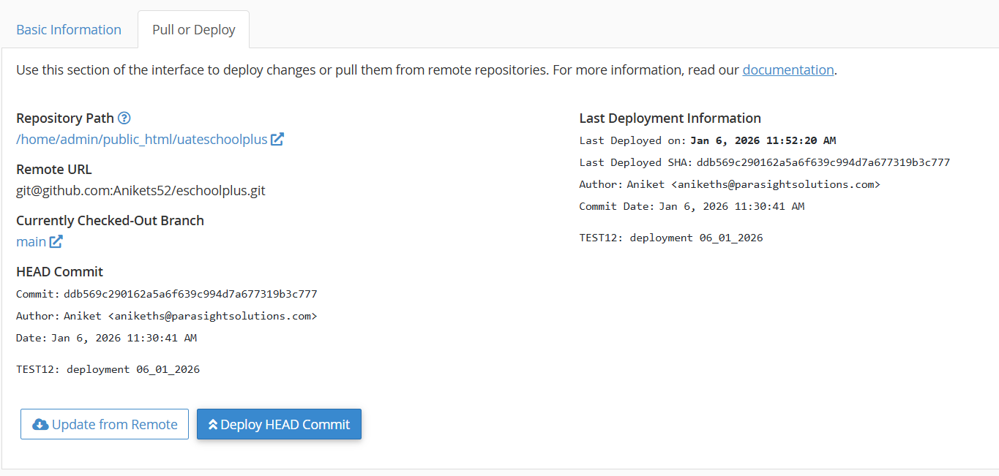 Basic Information
Pull or Deploy
Use this section of the interface to deploy changes or pull them from remote repositories. For more information, read our documentation.
Repository Path
/home/admin/public_html/uateschoolplus
Remote URL
git@github.com:Anikets52/eschoolplus.git
Currently Checked-Out Branch
main
HEAD Commit
Commit: ddb569c290162a5a6f639c994d7a677319b3c777
Author: Aniket <anikeths@parasightsolutions.com>
Date: Jan 6, 2026 11:30:41 AM
TEST12: deployment 06_01_2026
Update from Remote
Deploy HEAD Commit
Last Deployment Information
Last Deployed on: Jan 6, 2026 11:52:20 AM
Last Deployed SHA: ddb569c290162a5a6f639c994d7a677319b3c777
Author: Aniket <anikeths@parasightsolutions.com>
Commit Date: Jan 6, 2026 11:30:41 AM
TEST12: deployment 06_01_2026